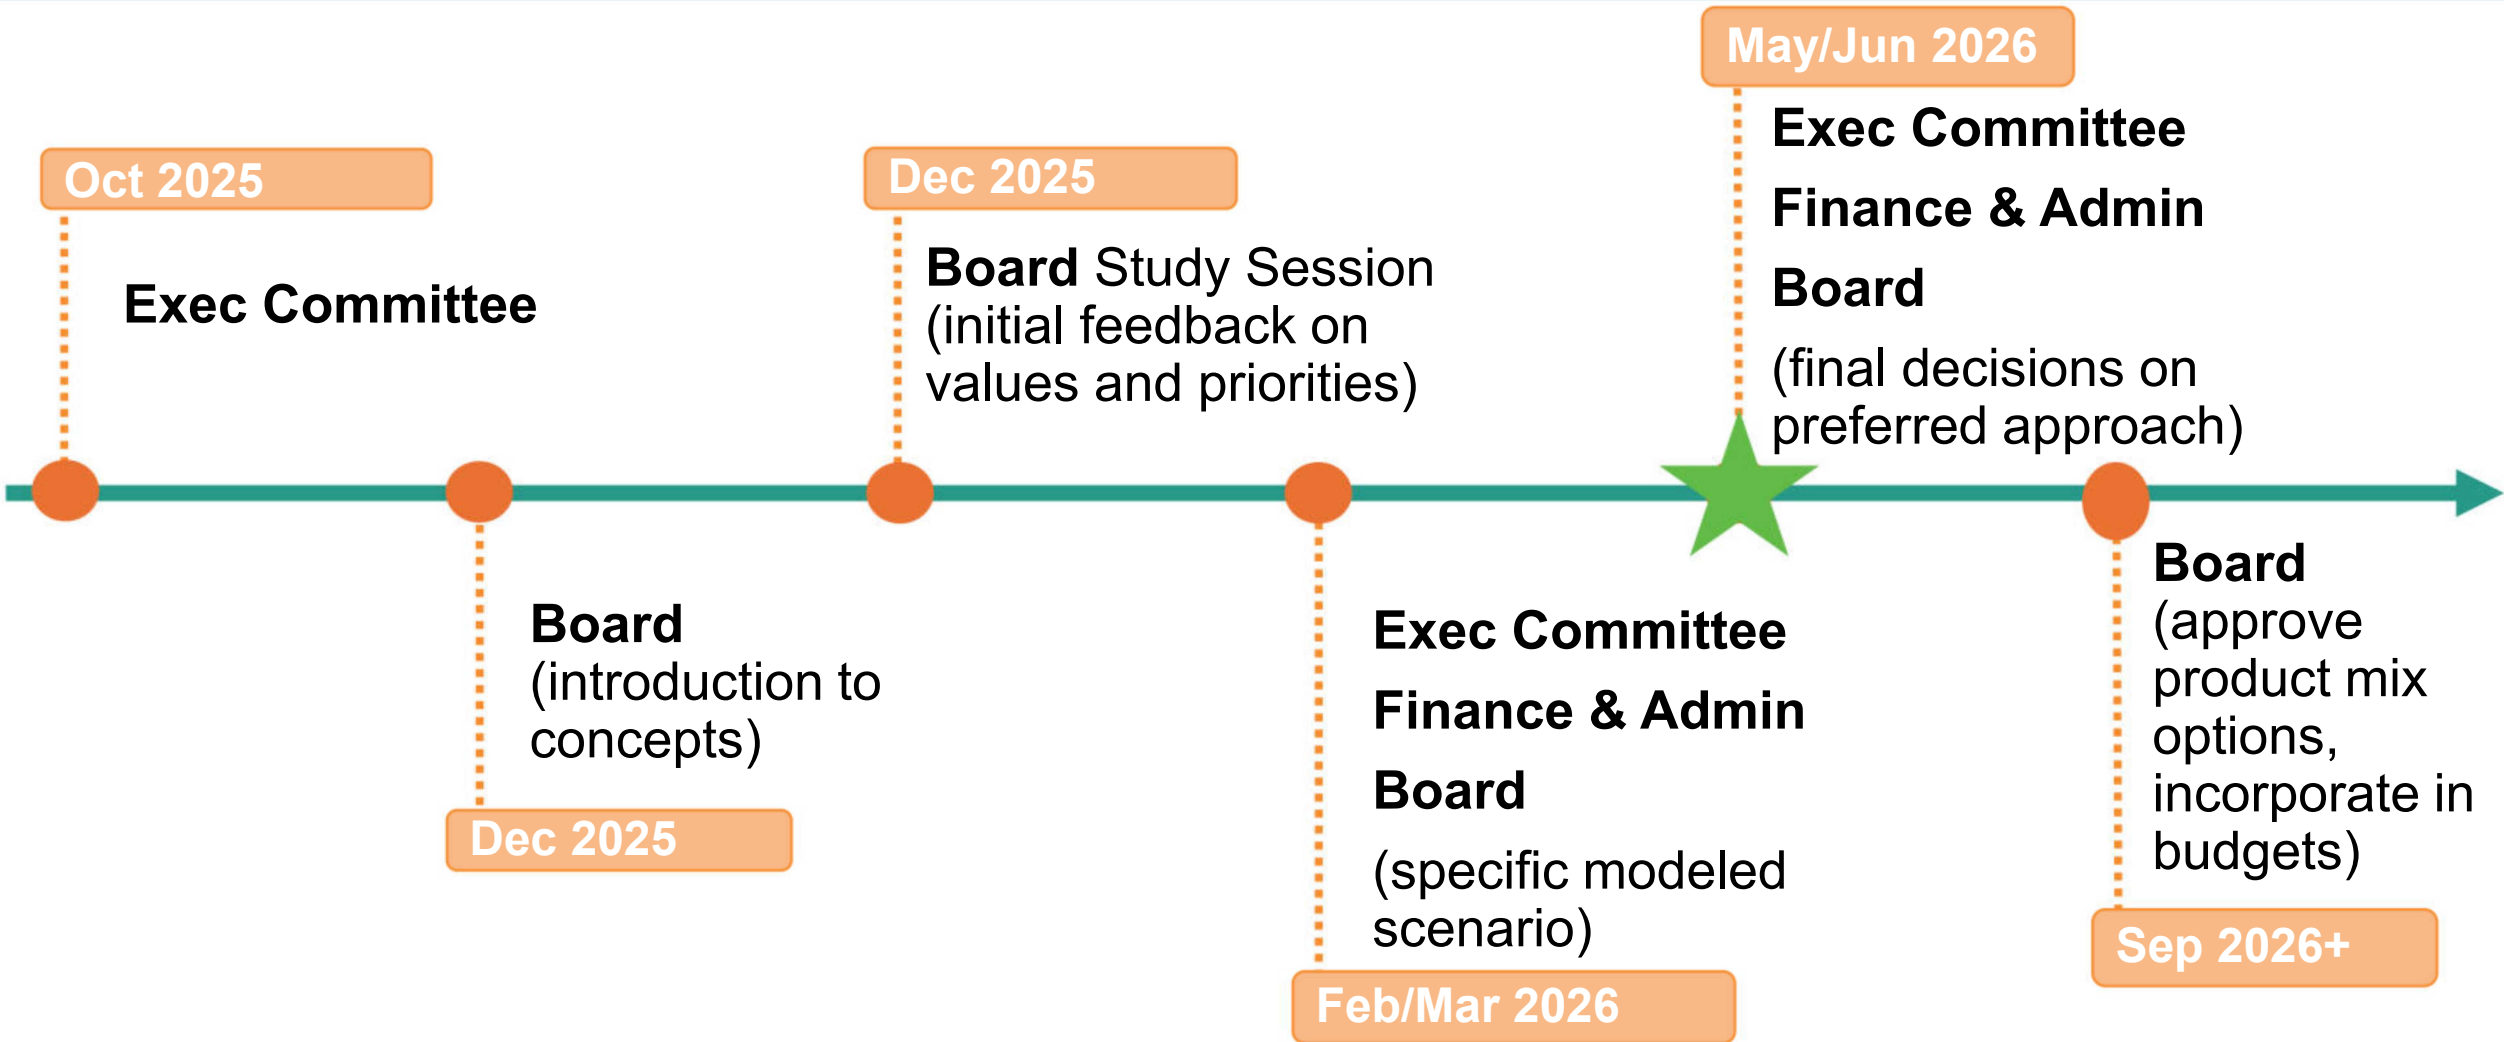 Oct 2025
Exec Committee
Board
(introduction to
concepts)
Dec 2025
Dec 2025
Board Study Session
(initial feedback on
values and priorities)
Exec Committee
Finance & Admin
Board
(specific modeled
scenario)
Feb/Mar 2026
May/Jun 2026
Exec Committee
Finance & Admin
Board
(final decisions on
preferred approach)
Board
(approve
product mix
options,
incorporate in
budgets)
Sep 2026+